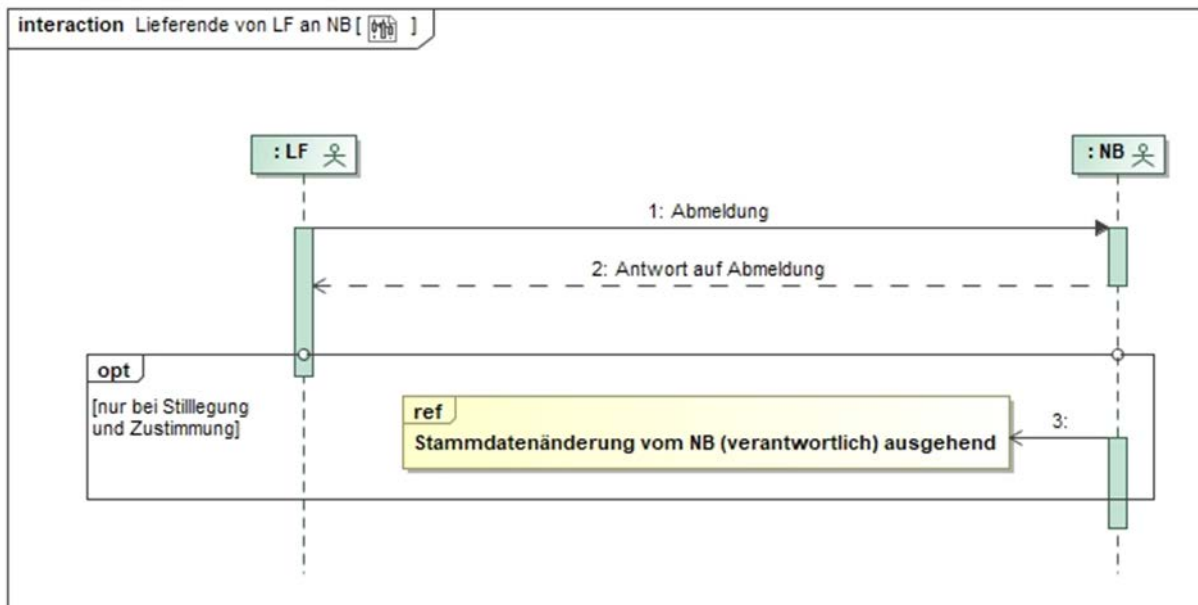 interaction Lieferende von LF an NB [ ]
: LF
: NB
1: Abmeldung
2: Antwort auf Abmeldung
opt
[nur bei Stilllegung
und Zustimmung]
ref
Stammdatenänderung vom NB (verantwortlich) ausgehend
3: